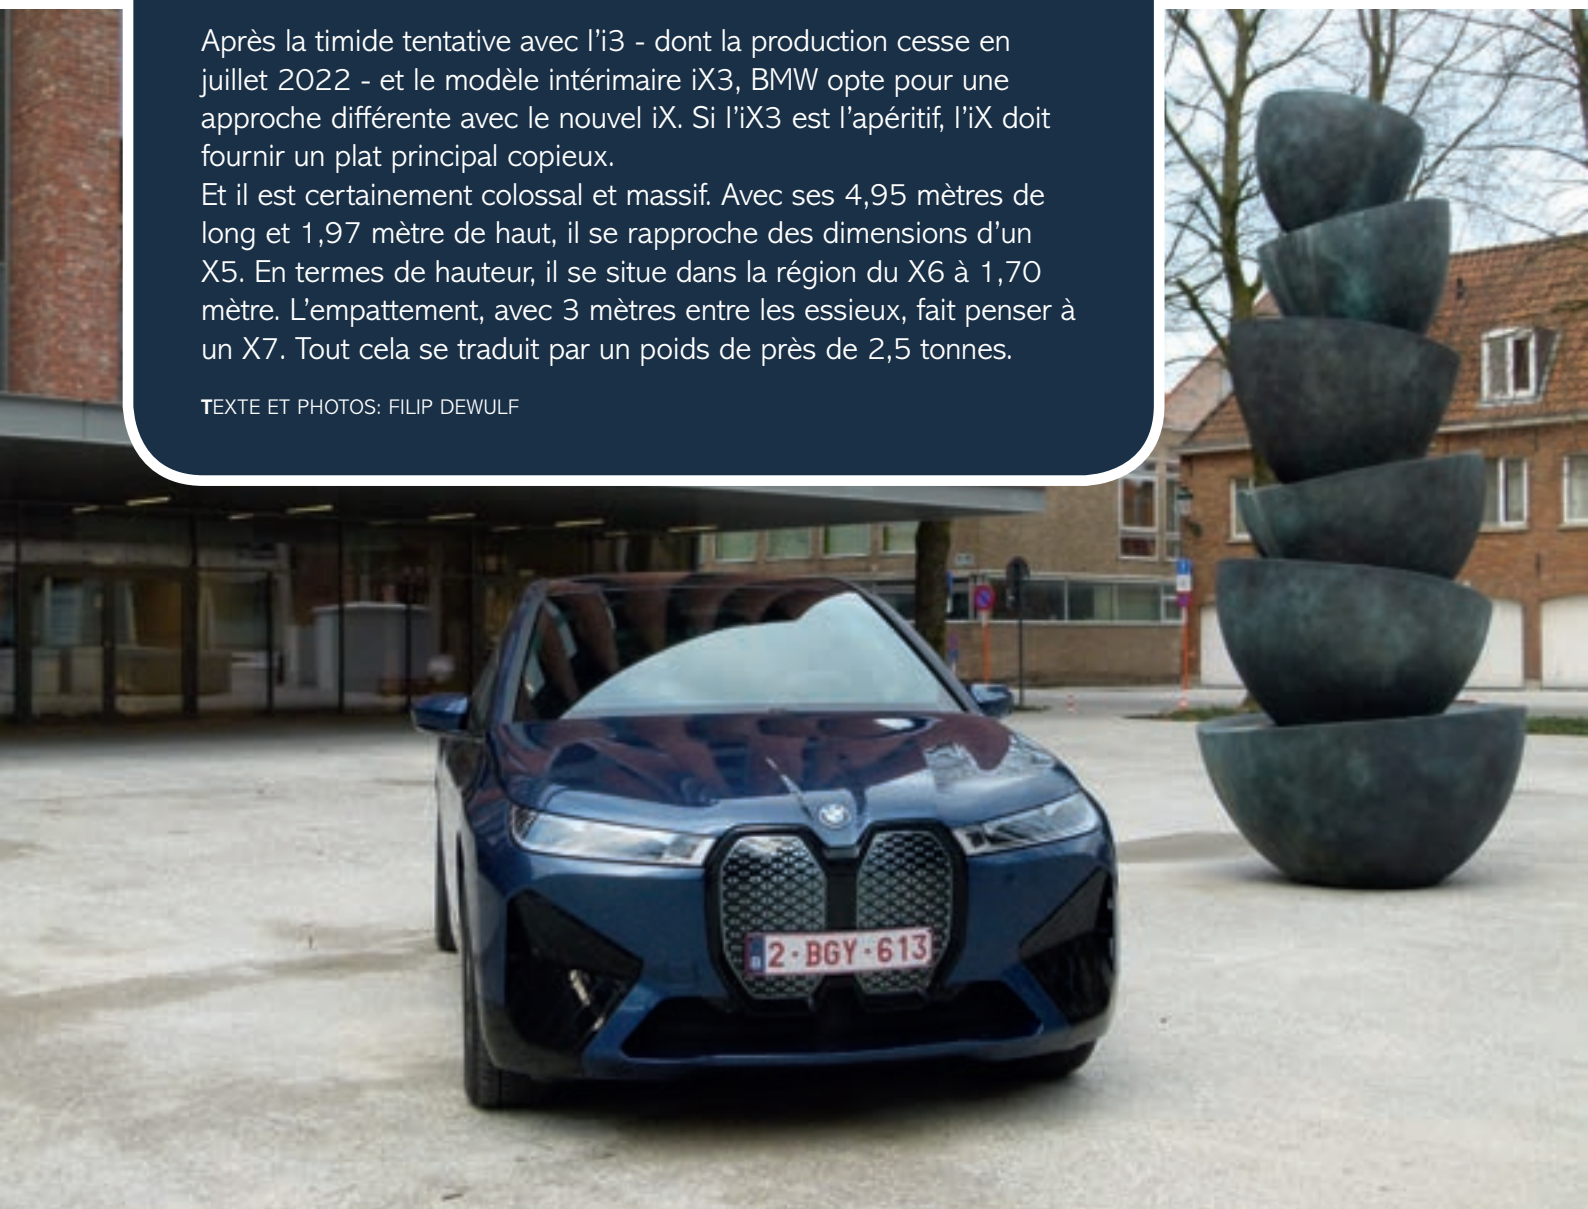 Après la timide tentative avec l'i3 - dont la production cesse en
juillet 2022 - et le modèle intérimaire iX3, BMW opte pour une
approche différente avec le nouvel iX. Si l'iX3 est l'apéritif, l'iX doit
fournir un plat principal copieux.
Et il est certainement colossal et massif. Avec ses 4,95 mètres de
long et 1,97 mètre de haut, il se rapproche des dimensions d'un
X5. En termes de hauteur, il se situe dans la région du X6 à 1,70
mètre. L'empattement, avec 3 mètres entre les essieux, fait penser à
un X7. Tout cela se traduit par un poids de près de 2,5 tonnes.
TEXTE ET PHOTOS: FILIP DEWULF
2·BGY·613